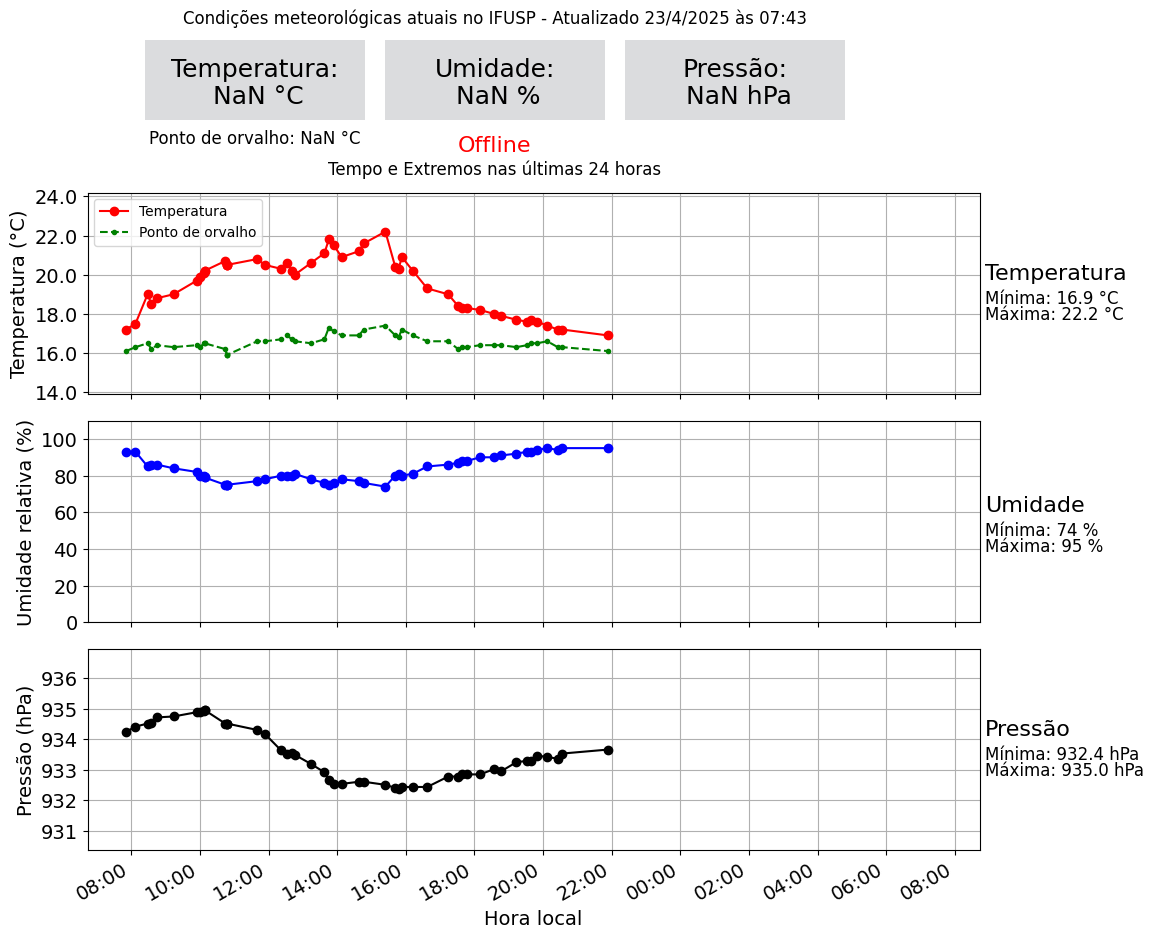 Condições meteorológicas atuais no IFUSP - Atualizado 23/4/2025 às 07:43
Temperatura:
NaN °C
Umidade:
NaN %
Pressão:
NaN hPa
Ponto de orvalho: NaN °C
Offline
Tempo e Extremos nas últimas 24 horas
Temperatura (°C)
24.0
22.0
20.0
18.0
16.0
14.0
Temperatura
Ponto de orvalho
Temperatura
Mínima: 16.9 °C
Máxima: 22.2 °C
Umidade relativa (%)
100
80
60
40
20
0
Umidade
Mínima: 74 %
Máxima: 95 %
Pressão (hPa)
936
935
934
933
932
931
Pressão
Mínima: 932.4 hPa
Máxima: 935.0 hPa
08:00 10:00 12:00 14:00 16:00 18:00 20:00 22:00 00:00 02:00 04:00 06:00 08:00
Hora local